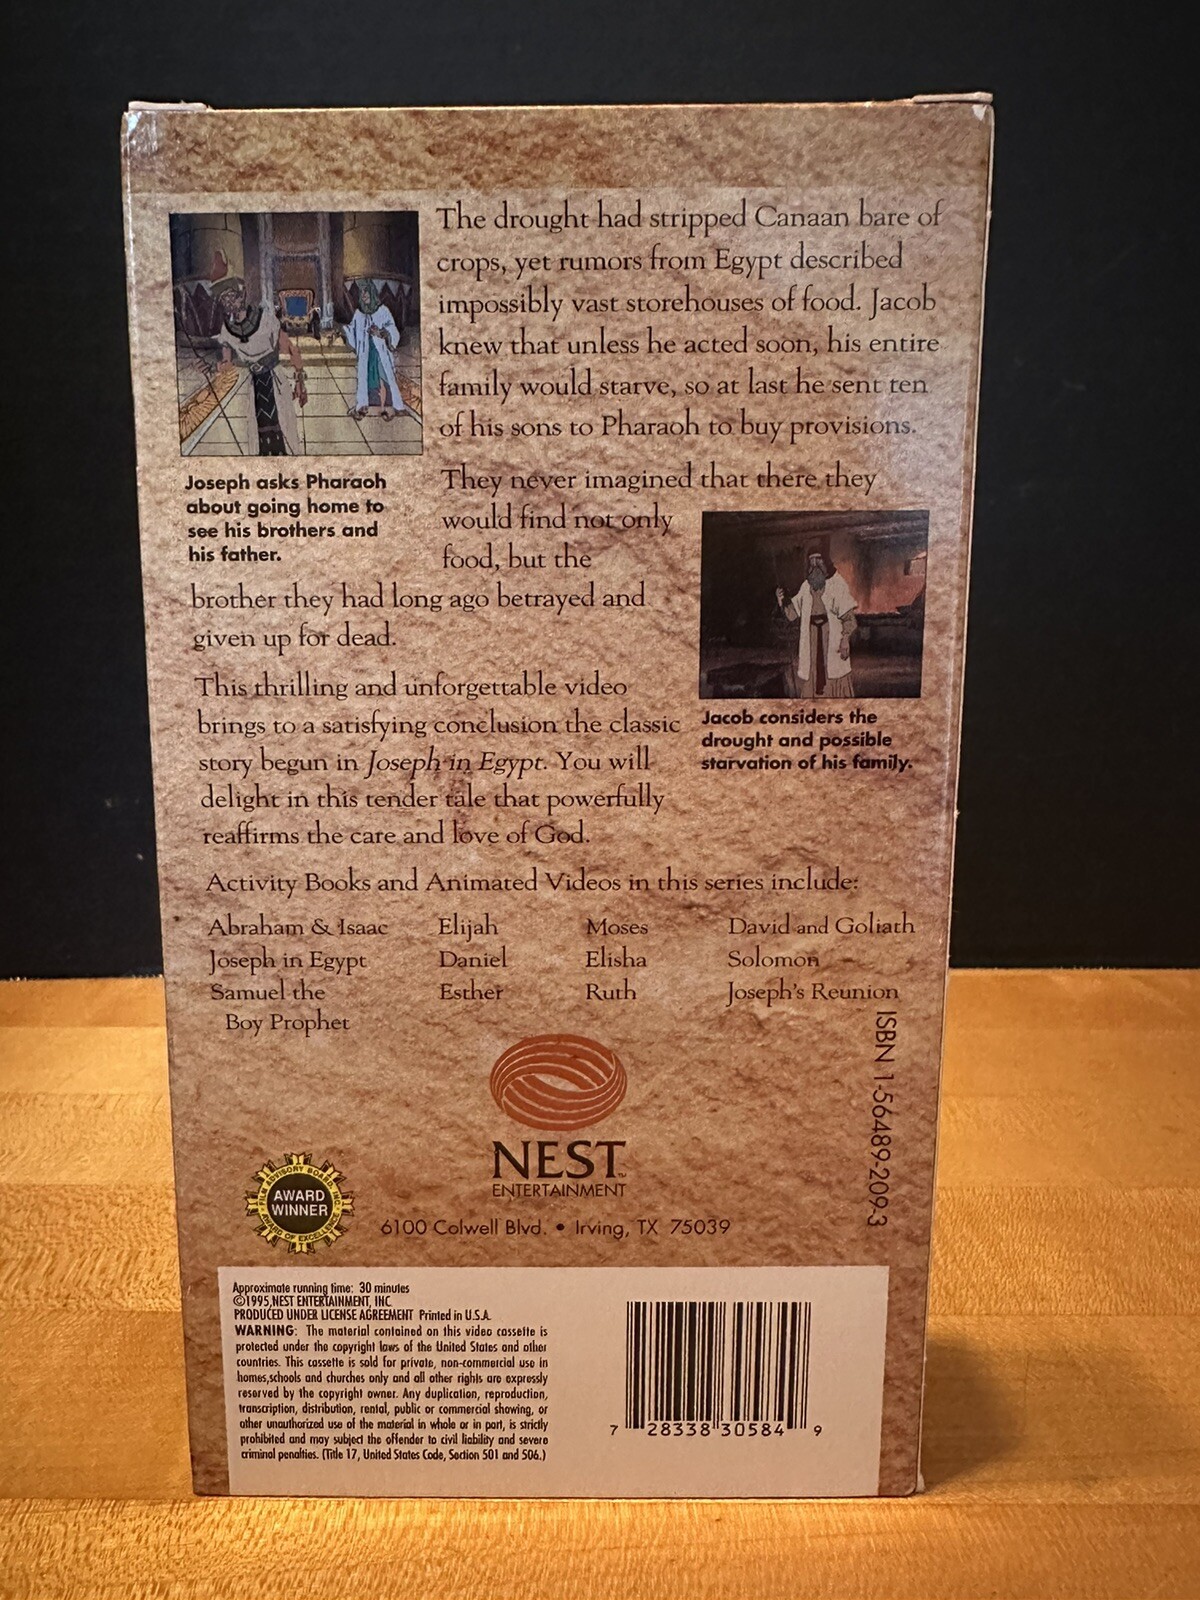 The drought had stripped Canaan bare of
crops, yet rumors from Egypt described
impossibly vast storehouses of food. Jacob
knew that unless he acted soon, his entire
family would starve, so at last he sent ten
of his sons to Pharaoh to buy provisions.
Joseph asks Pharaoh
about going home to
see his brothers and
his father.
They never imagined that there they
would find not only
food, but the
brother they had long ago betrayed and
given up for dead.
This thrilling and unforgettable video
brings to a satisfying conclusion the classic
story begun in Joseph in Egypt. You will
delight in this tender tale that powerfully
reaffirms the care and love of God.
Jacob considers the
drought and possible
starvation of his family.
Activity Books and Animated Videos in this series include:
Abraham & Isaac Elijah Moses David and Goliath
Joseph in Egypt Daniel Elisha Solomon
Samuel the Esther Ruth Joseph's Reunion
Boy Prophet
ISBN 1-56489-209-3
NEST™
ENTERTAINMENT
FILM ADVISORY BOARD, INC.
AWARD
WINNER
AWARD OF EXCELLENCE
6100 Colwell Blvd. • Irving, TX 75039
Approximate running time: 30 minutes
©1995,NEST ENTERTAINMENT, INC.
PRODUCED UNDER LICENSE AGREEMENT Printed in U.S.A.
WARNING: The material contained on this video cassette is
protected under the copyright laws of the United States and other
countries. This cassette is sold for private, non-commercial use in
homes,schools and churches only and all other rights are expressly
reserved by the copyright owner. Any duplication, reproduction,
transcription, distribution, rental, public or commercial showing, or
other unauthorized use of the material in whole or in part, is strictly
prohibited and may subject the offender to civil liability and severe
criminal penalties. (Title 17, United States Code, Section 501 and 506.)
7 28338 30584 9